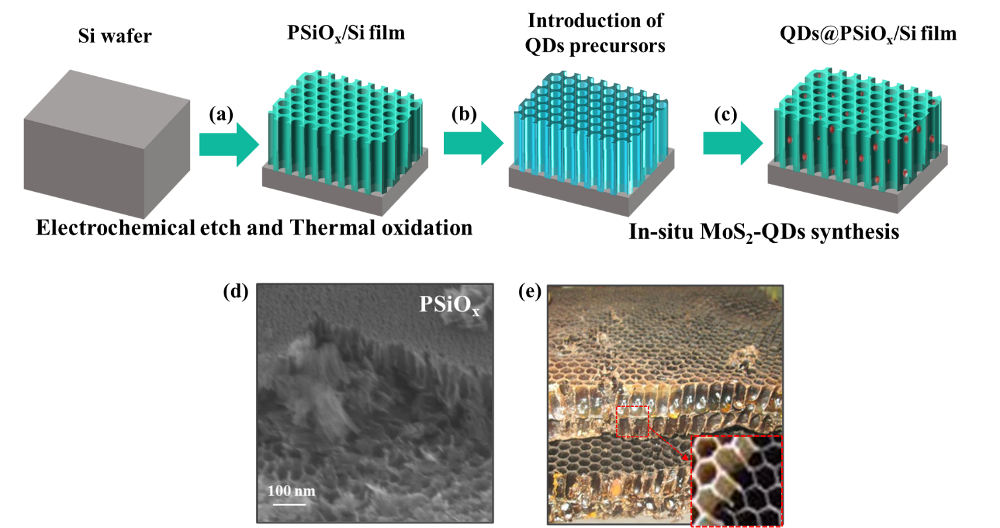 Si wafer
PSiOx/Si film
Introduction of
QDs precursors
QDs@PSiOx/Si film
(a)
(b)
(c)
Electrochemical etch and Thermal oxidation
In-situ MoS2-QDs synthesis
(d)
PSiOx
100 nm
(e)